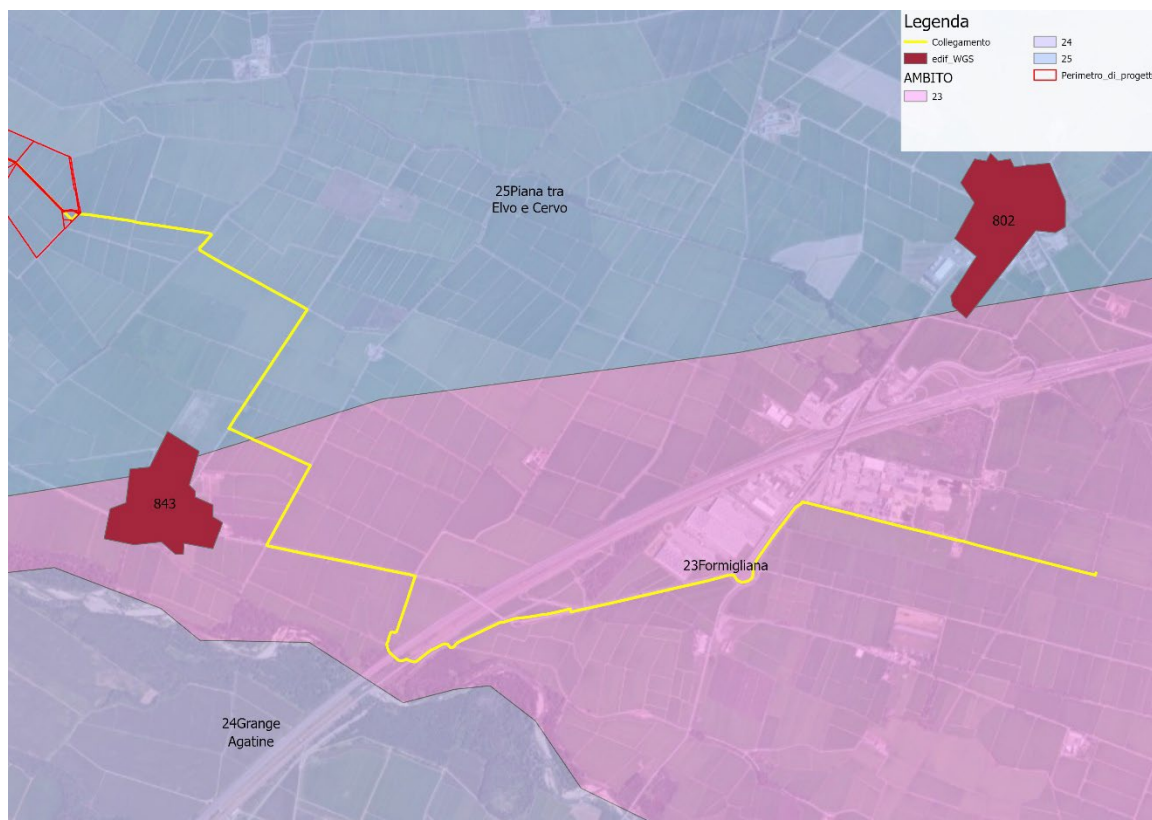 Legenda
Collegamento
edif_WGS
AMBITO
23
24
25
Perimetro_di_progett
25Piana tra
Elvo e Cervo
802
843
23Formigliana
24Grange
Agatine